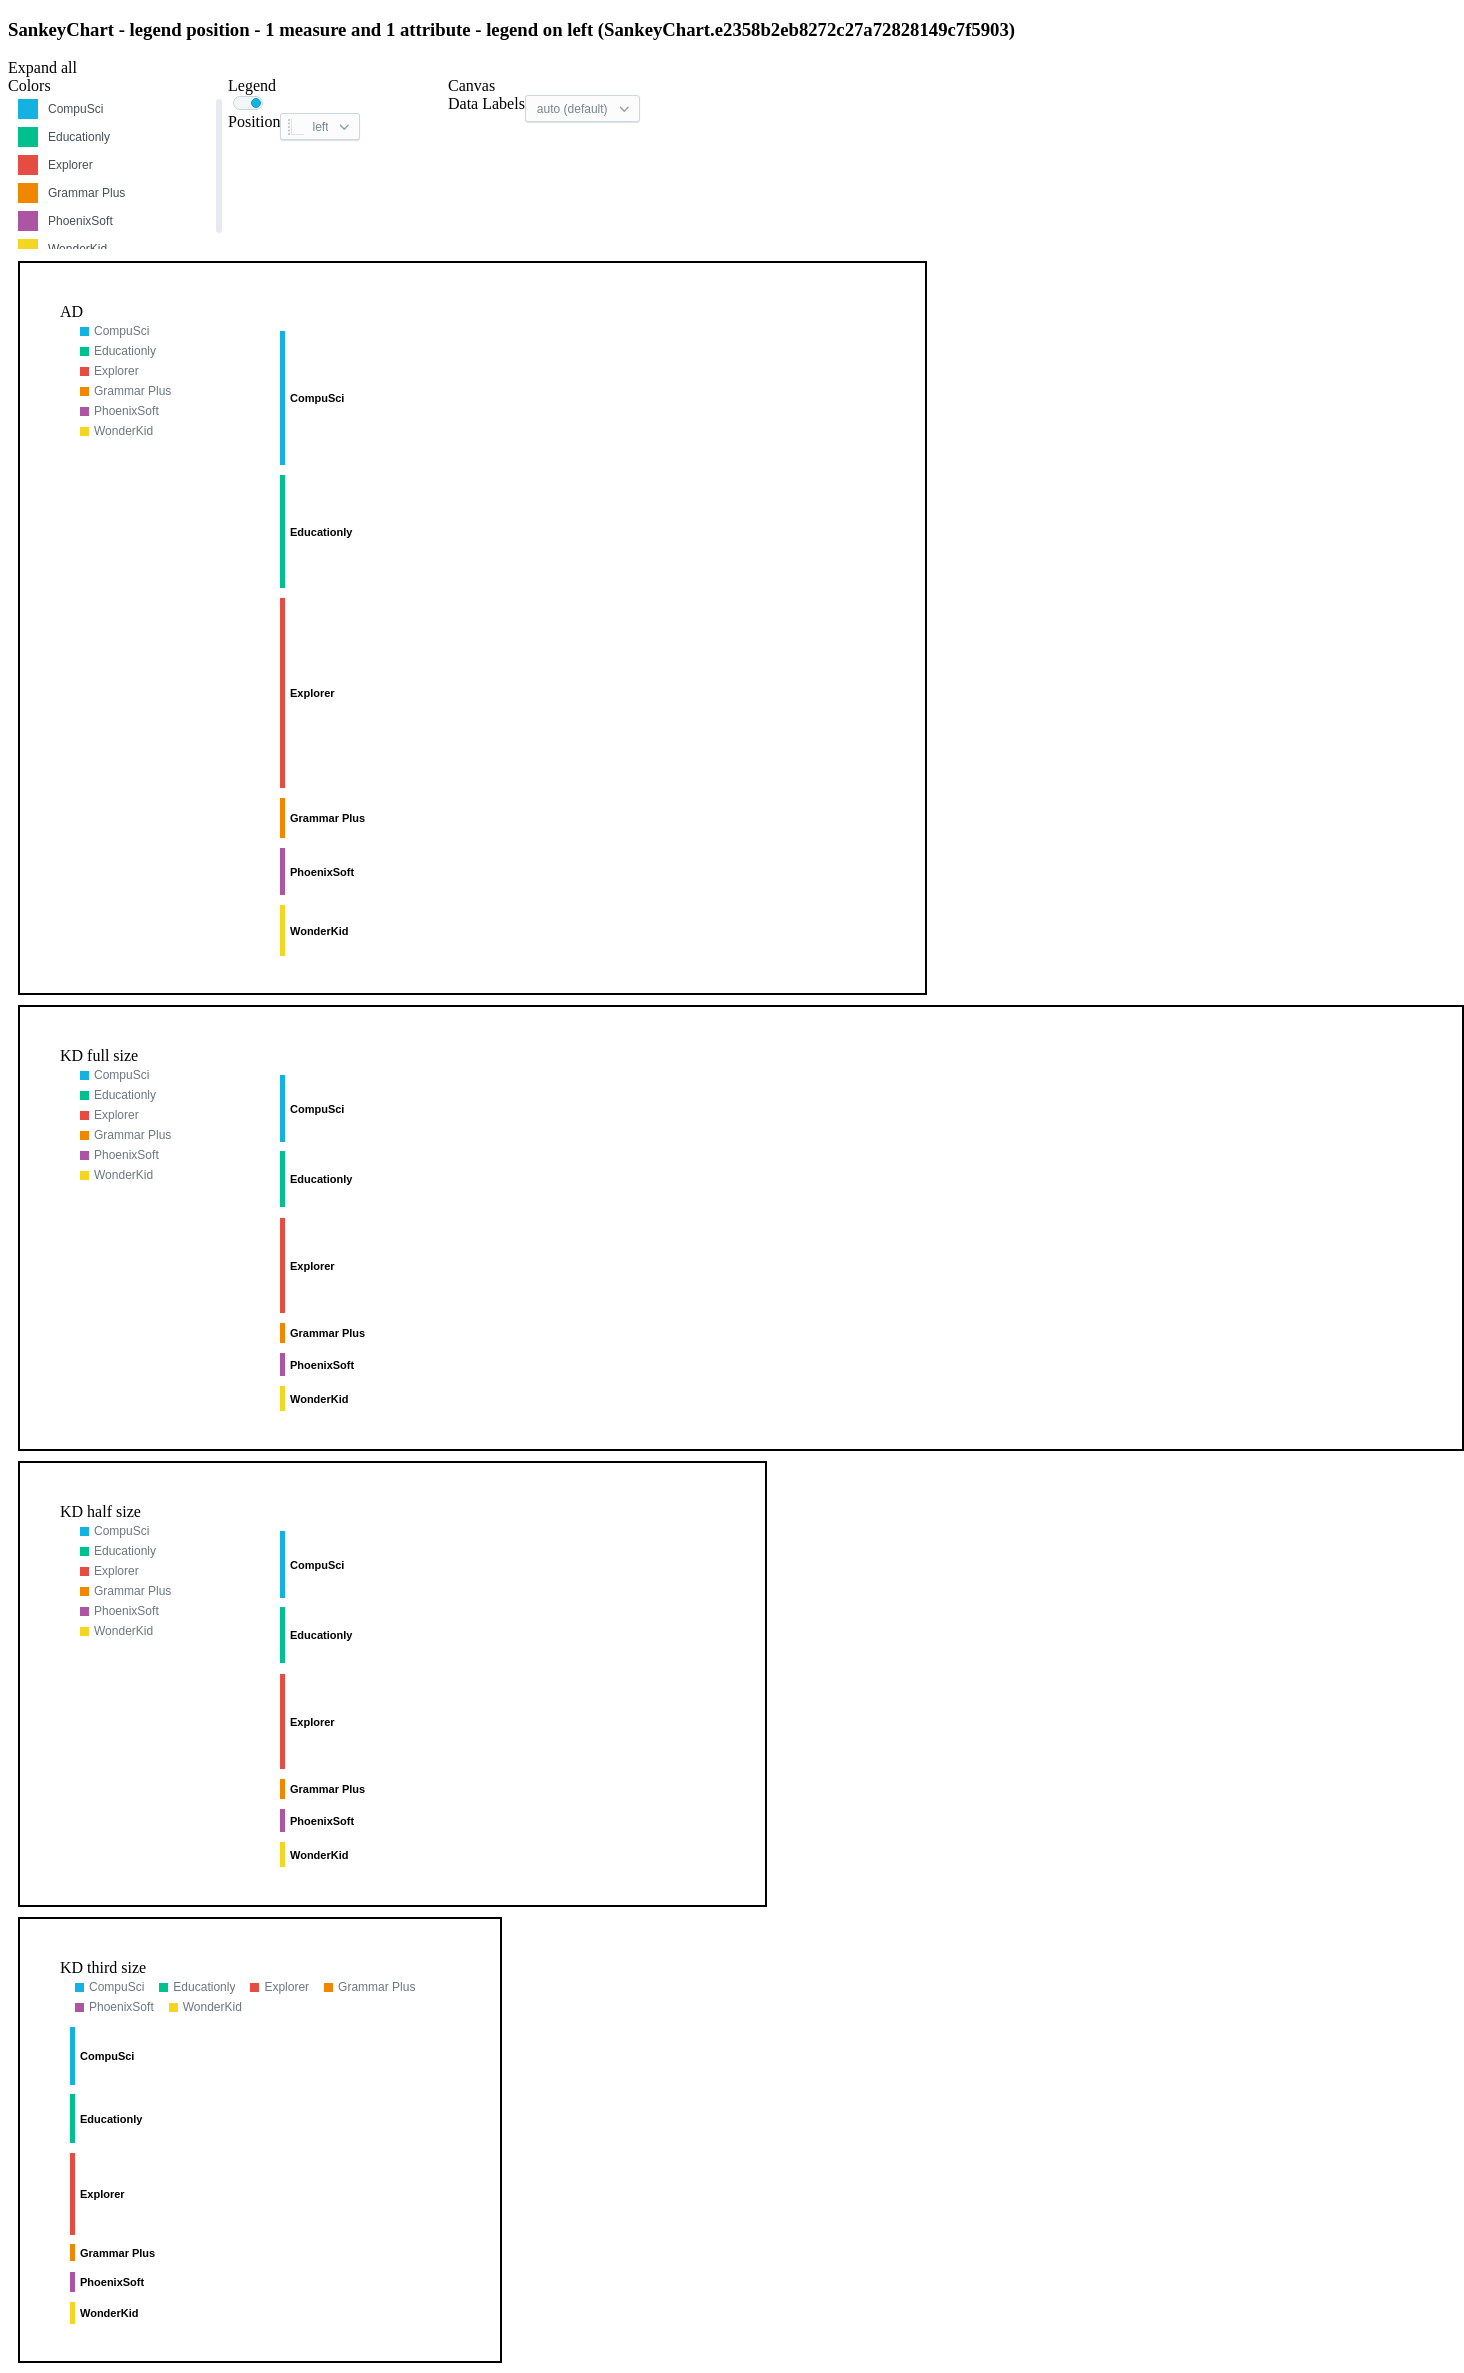 SankeyChart - legend position - 1 measure and 1 attribute - legend on left (SankeyChart.e2358b2eb8272c27a72828149c7f5903)
Expand all
Colors
CompuSci
Educationly
Explorer
Grammar Plus
PhoenixSoft
WonderKid
Legend
Position left
Canvas
Data Labels auto (default)
AD
CompuSci
Educationly
Explorer
Grammar Plus
PhoenixSoft
WonderKid
CompuSci
Educationly
Explorer
Grammar Plus
PhoenixSoft
WonderKid
KD full size
CompuSci
Educationly
Explorer
Grammar Plus
PhoenixSoft
WonderKid
CompuSci
Educationly
Explorer
Grammar Plus
PhoenixSoft
WonderKid
KD half size
CompuSci
Educationly
Explorer
Grammar Plus
PhoenixSoft
WonderKid
CompuSci
Educationly
Explorer
Grammar Plus
PhoenixSoft
WonderKid
KD third size
CompuSci Educationly Explorer Grammar Plus
PhoenixSoft WonderKid
CompuSci
Educationly
Explorer
Grammar Plus
PhoenixSoft
WonderKid